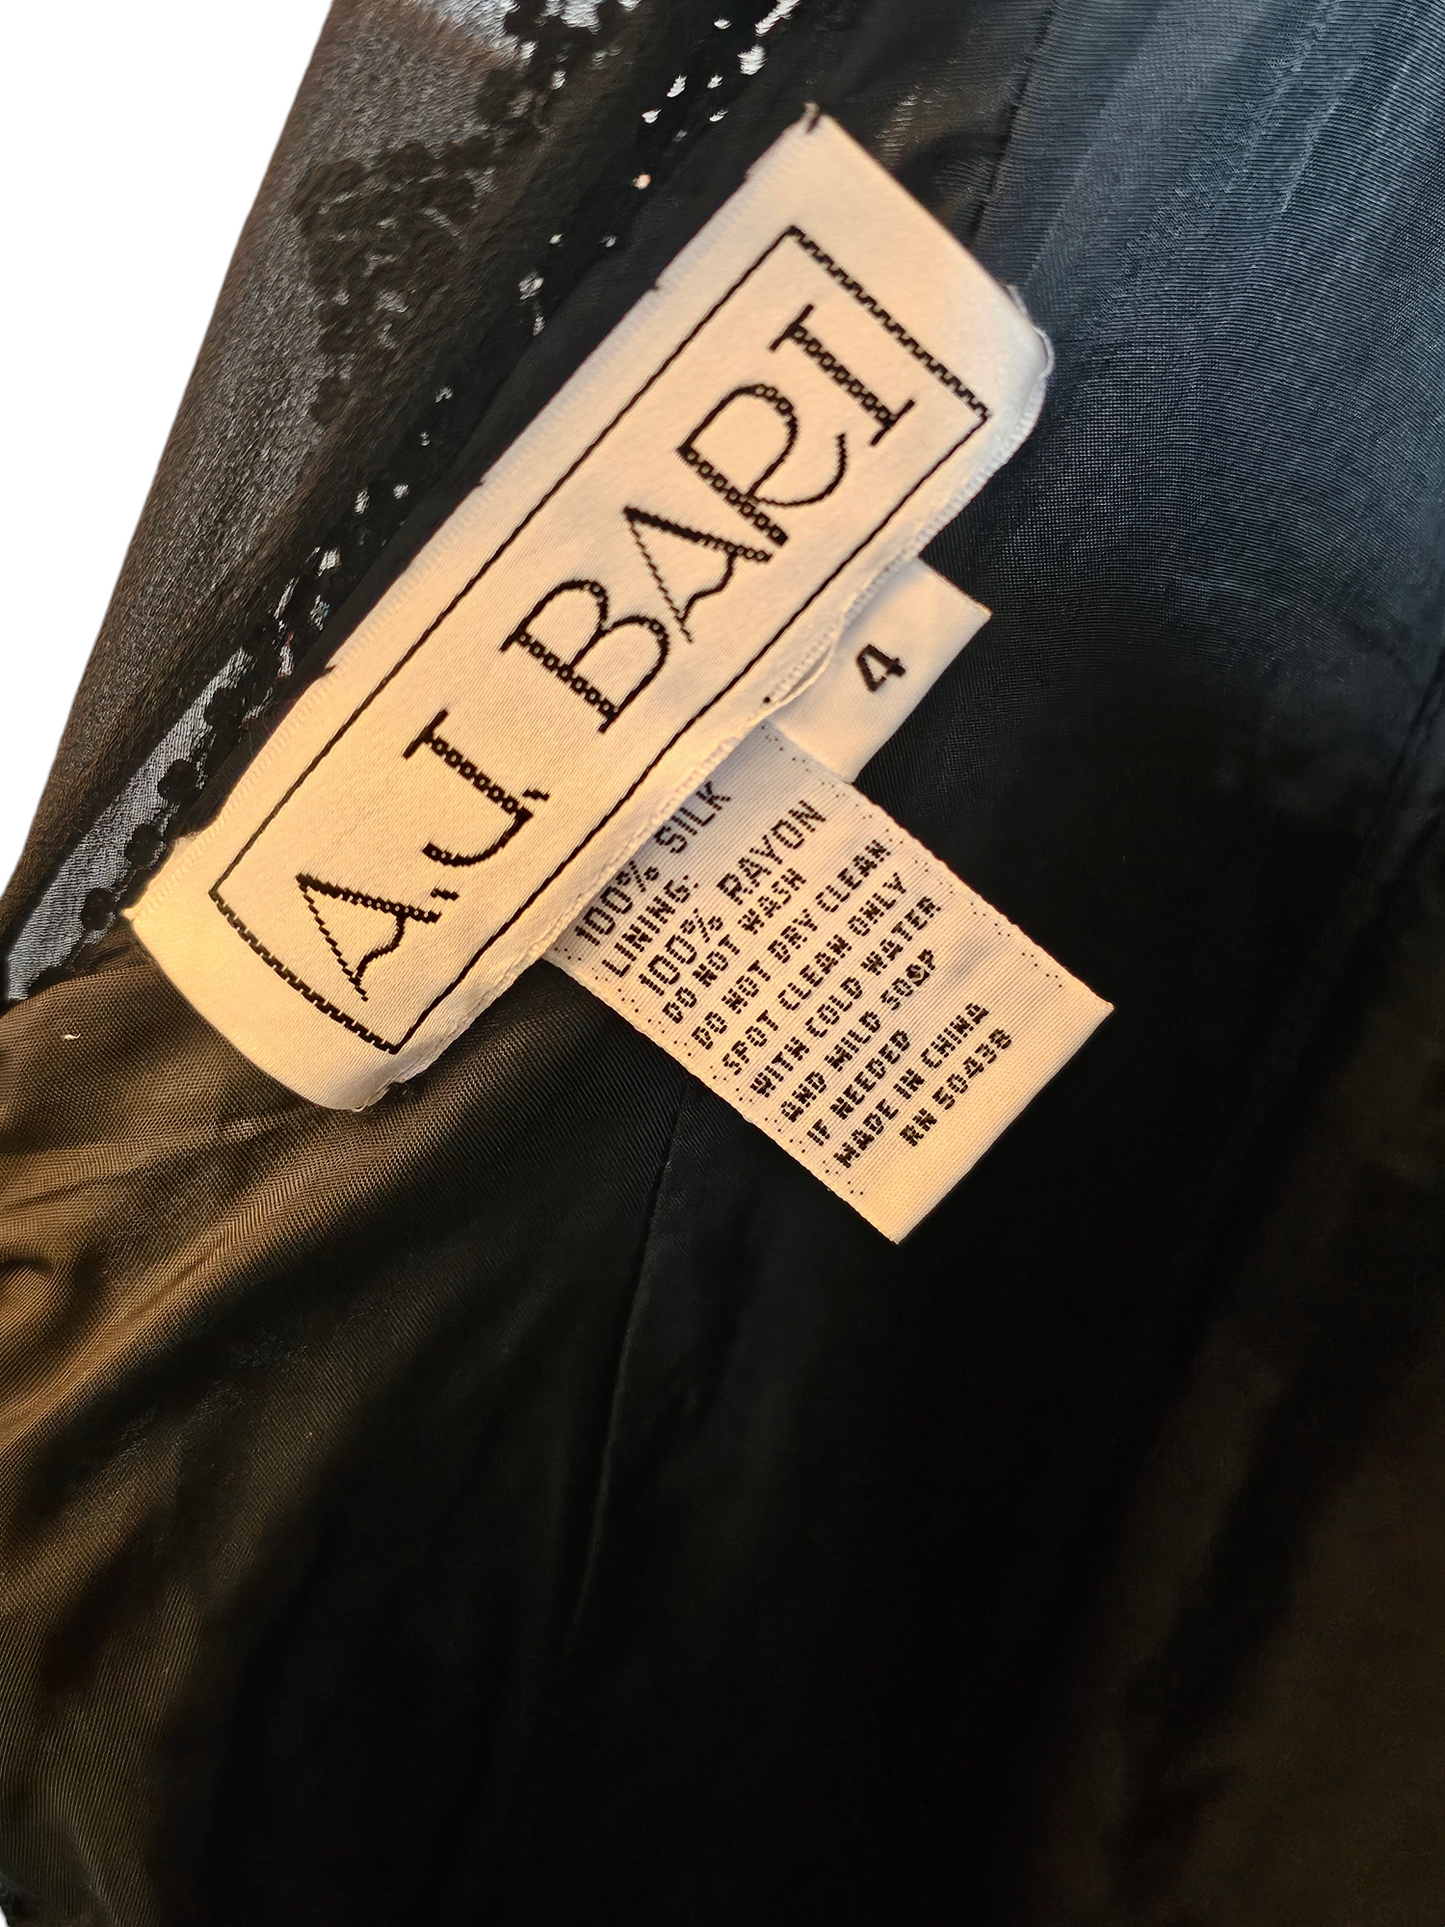 A.J. BARI
4
100% SILK
LINING:
100% RAYON
DO NOT WASH
DO NOT DRY CLEAN
SPOT CLEAN ONLY
WITH COLD WATER
AND MILD SOAP
IF NEEDED
MADE IN CHINA
RN 50438